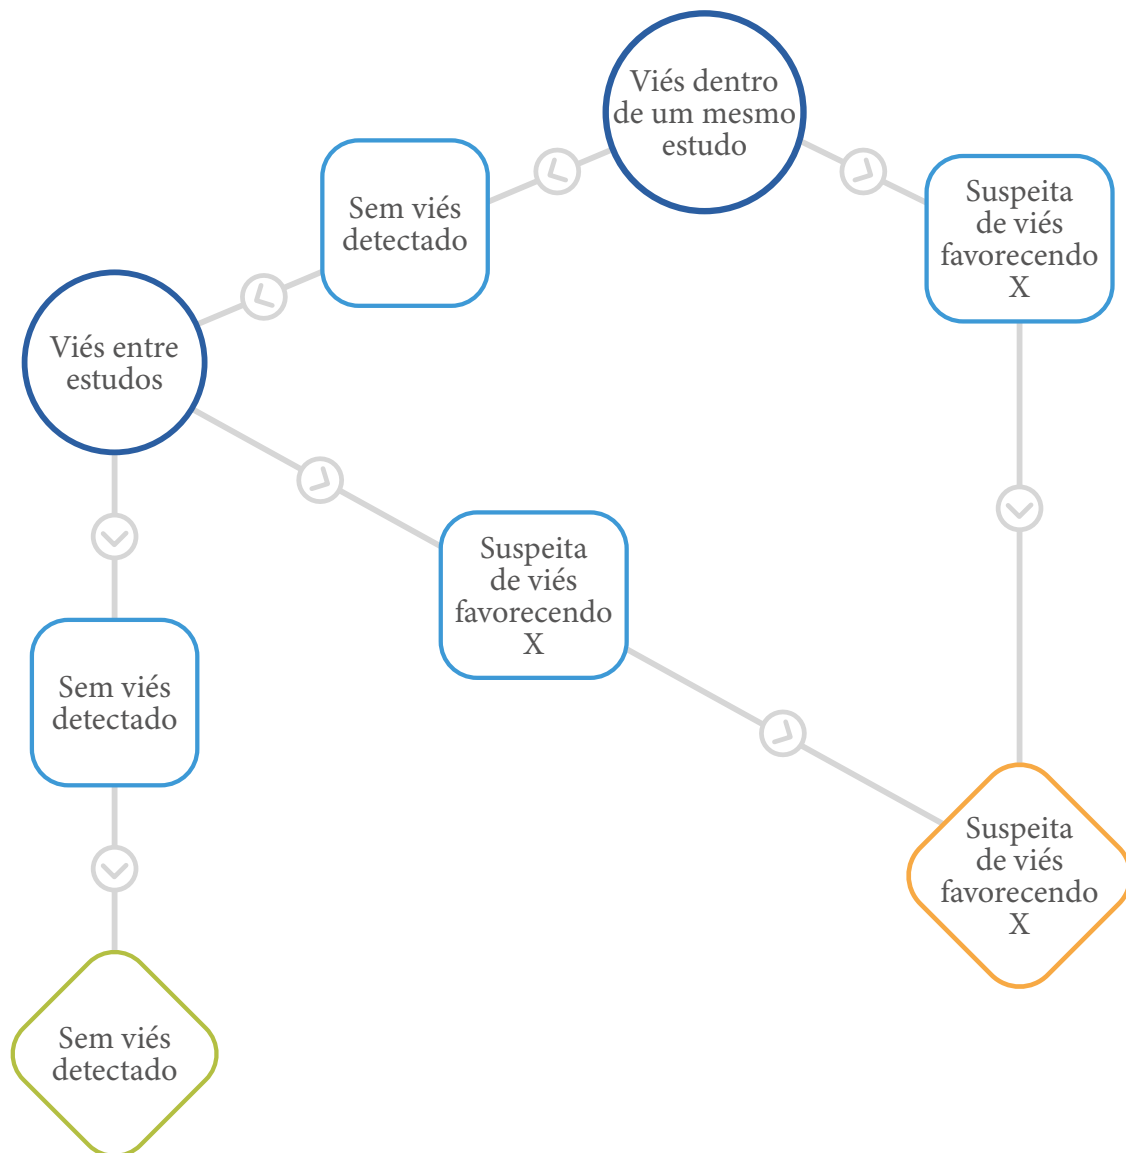 Viés dentro
de um mesmo
estudo
Sem viés
detectado
Suspeita
de viés
favorecendo
X
Viés entre
estudos
Suspeita
de viés
favorecendo
X
Sem viés
detectado
Suspeita
de viés
favorecendo
X
Sem viés
detectado